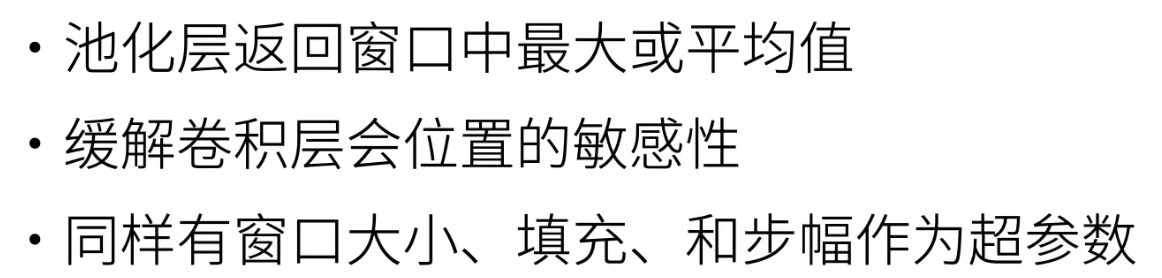 • 池化层返回窗口中最大或平均值
• 缓解卷积层会位置的敏感性
• 同样有窗口大小、填充、和步幅作为超参数